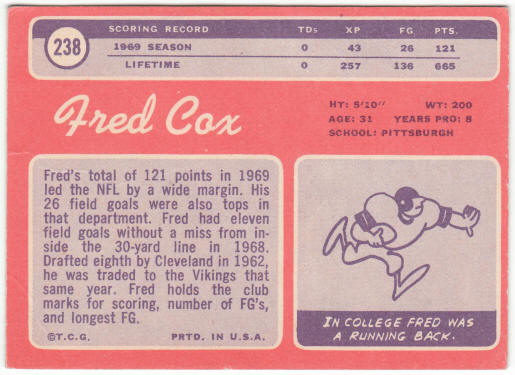 238
SCORING RECORD TDs XP FG PTS.
1969 SEASON 0 43 26 121
LIFETIME 0 257 136 665
Fred Cox
HT: 5'10" WT: 200
AGE: 31 YEARS PRO: 8
SCHOOL: PITTSBURGH
Fred's total of 121 points in 1969
led the NFL by a wide margin. His
26 field goals were also tops in
that department. Fred had eleven
field goals without a miss from in-
side the 30-yard line in 1968.
Drafted eighth by Cleveland in 1962,
he was traded to the Vikings that
same year. Fred holds the club
marks for scoring, number of FG's,
and longest FG.
©T.C.G. PRTD. IN U.S.A.
IN COLLEGE FRED WAS
A RUNNING BACK.